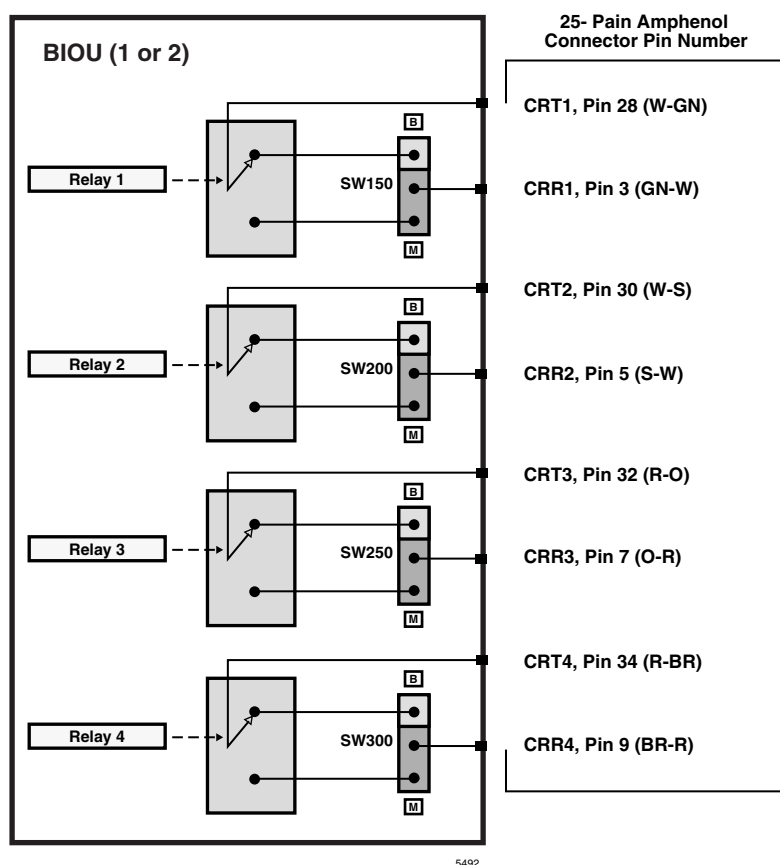 25- Pain Amphenol
Connector Pin Number
BIOU (1 or 2)
CRT1, Pin 28 (W-GN)
B
Relay 1
SW150
CRR1, Pin 3 (GN-W)
M
CRT2, Pin 30 (W-S)
B
Relay 2
SW200
CRR2, Pin 5 (S-W)
M
CRT3, Pin 32 (R-O)
B
Relay 3
SW250
CRR3, Pin 7 (O-R)
M
CRT4, Pin 34 (R-BR)
B
Relay 4
SW300
CRR4, Pin 9 (BR-R)
M
5492